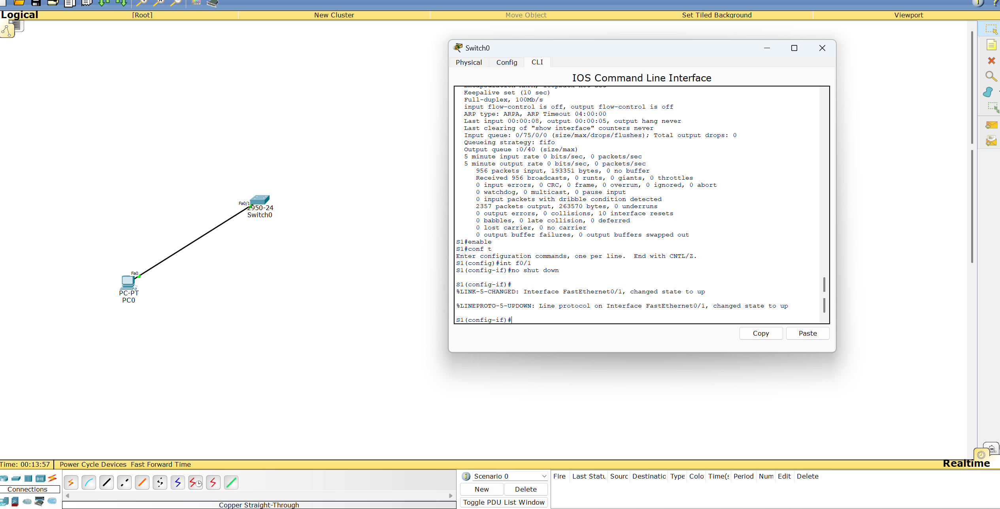 Logical
[Root]
New Cluster
Move Object
Set Tiled Background
Viewport
Switch0
Physical
Config
CLI
IOS Command Line Interface
Encapsulation ARPA, loopback not set
Keepalive set (10 sec)
Full-duplex, 100Mb/s
input flow-control is off, output flow-control is off
ARP type: ARPA, ARP Timeout 04:00:00
Last input 00:00:08, output 00:00:05, output hang never
Last clearing of "show interface" counters never
Input queue: 0/75/0/0 (size/max/drops/flushes); Total output drops: 0
Queueing strategy: fifo
Output queue :0/40 (size/max)
5 minute input rate 0 bits/sec, 0 packets/sec
5 minute output rate 0 bits/sec, 0 packets/sec
956 packets input, 193351 bytes, 0 no buffer
Received 956 broadcasts, 0 runts, 0 giants, 0 throttles
0 input errors, 0 CRC, 0 frame, 0 overrun, 0 ignored, 0 abort
0 watchdog, 0 multicast, 0 pause input
0 input packets with dribble condition detected
2357 packets output, 263570 bytes, 0 underruns
0 output errors, 0 collisions, 10 interface resets
0 babbles, 0 late collision, 0 deferred
0 lost carrier, 0 no carrier
0 output buffer failures, 0 output buffers swapped out
S1#enable
S1#conf t
Enter configuration commands, one per line.  End with CNTL/Z.
S1(config)#int f0/1
S1(config-if)#no shut down
S1(config-if)#
%LINK-5-CHANGED: Interface FastEthernet0/1, changed state to up
%LINEPROTO-5-UPDOWN: Line protocol on Interface FastEthernet0/1, changed state to up
S1(config-if)#
Copy
Paste
Fa0/1
2950-24
Switch0
Fa0
PC-PT
PC0
Time: 00:13:57
Power Cycle Devices
Fast Forward Time
Realtime
Connections
Copper Straight-Through
Scenario 0
New
Delete
Toggle PDU List Window
Fire
Last Statu
Sourc
Destinatic
Type
Colo
Time(s
Period
Num
Edit
Delete